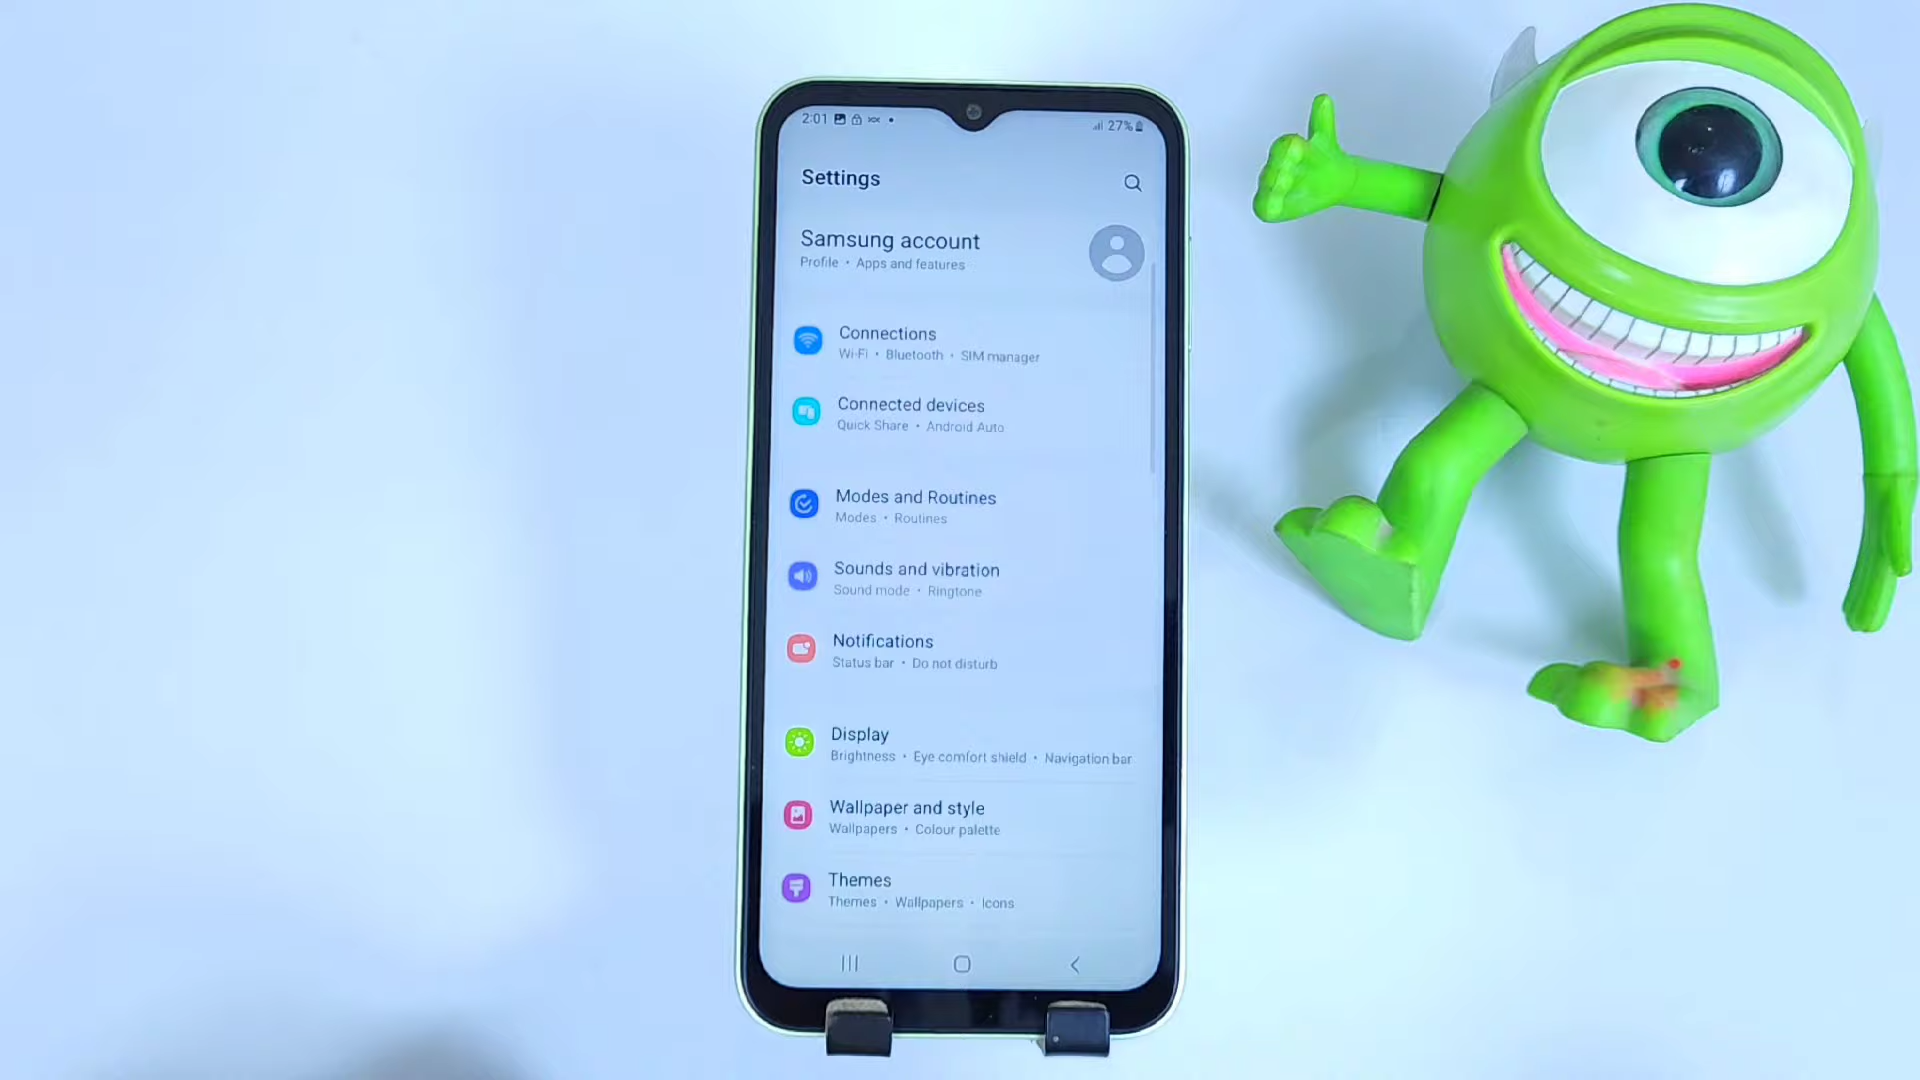 2:01
27%
Settings
Samsung account
Profile • Apps and features
Connections
Wi-Fi • Bluetooth • SIM manager
Connected devices
Quick Share • Android Auto
Modes and Routines
Modes • Routines
Sounds and vibration
Sound mode • Ringtone
Notifications
Status bar • Do not disturb
Display
Brightness • Eye comfort shield • Navigation bar
Wallpaper and style
Wallpapers • Colour palette
Themes
Themes • Wallpapers • Icons